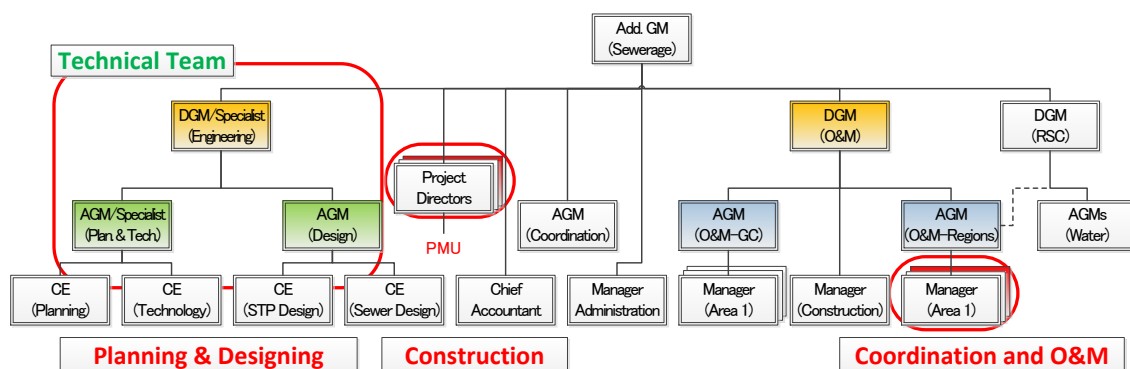 Add. GM
(Sewerage)
Technical Team
DGM/Specialist
(Engineering)
DGM
(O&M)
DGM
(RSC)
Project
Directors
AGM/Specialist
(Plan. & Tech)
AGM
(Design)
PMU
AGM
(Coordination)
AGM
(O&M-GC)
AGM
(O&M-Regions)
AGMs
(Water)
CE
(Planning)
CE
(Technology)
CE
(STP Design)
CE
(Sewer Design)
Chief
Accountant
Manager
Administration
Manager
(Area 1)
Manager
(Construction)
Manager
(Area 1)
Planning & Designing
Construction
Coordination and O&M